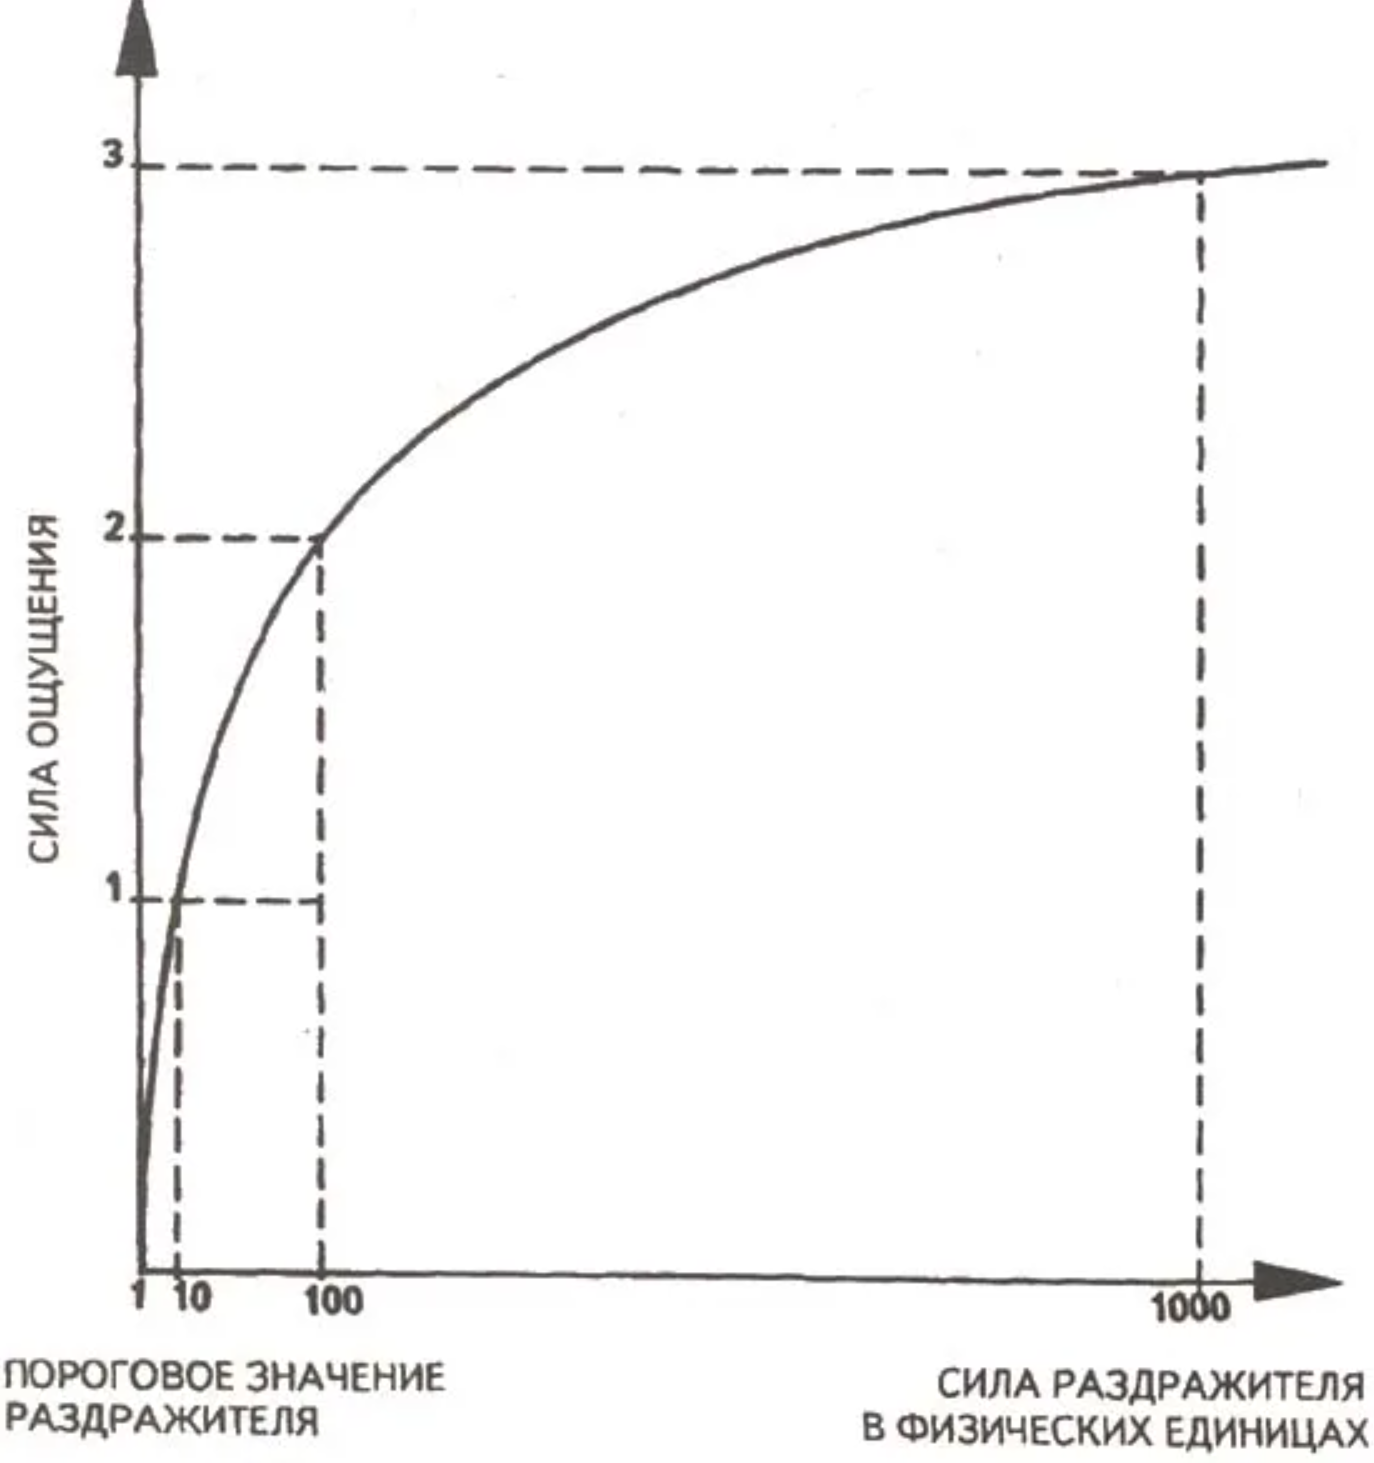 3
2
1
СИЛА ОЩУЩЕНИЯ
1 10 100 1000
ПОРОГОВОЕ ЗНАЧЕНИЕ
РАЗДРАЖИТЕЛЯ
СИЛА РАЗДРАЖИТЕЛЯ
В ФИЗИЧЕСКИХ ЕДИНИЦАХ